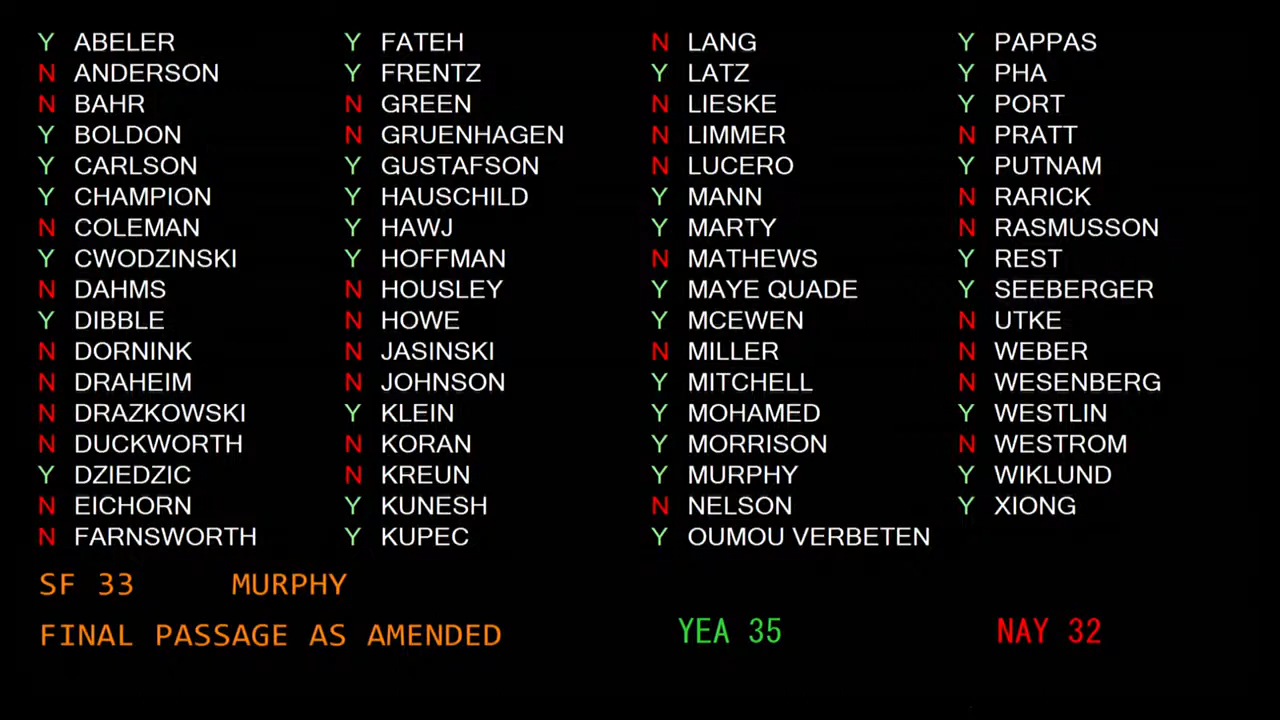 Y ABELER Y FATEH N LANG Y PAPPAS
N ANDERSON Y FRENTZ Y LATZ Y PHA
N BAHR N GREEN N LIESKE Y PORT
Y BOLDON N GRUENHAGEN N LIMMER N PRATT
Y CARLSON Y GUSTAFSON N LUCERO Y PUTNAM
Y CHAMPION Y HAUSCHILD Y MANN N RARICK
N COLEMAN Y HAWJ Y MARTY N RASMUSSON
Y CWODZINSKI Y HOFFMAN N MATHEWS Y REST
N DAHMS N HOUSLEY Y MAYE QUADE Y SEEBERGER
Y DIBBLE N HOWE Y MCEWEN N UTKE
N DORNINK N JASINSKI N MILLER N WEBER
N DRAHEIM N JOHNSON Y MITCHELL N WESENBERG
N DRAZKOWSKI Y KLEIN Y MOHAMED Y WESTLIN
N DUCKWORTH N KORAN Y MORRISON N WESTROM
Y DZIEDZIC N KREUN Y MURPHY Y WIKLUND
N EICHORN Y KUNESH N NELSON Y XIONG
N FARNSWORTH Y KUPEC Y OUMOU VERBETEN
SF 33 MURPHY
FINAL PASSAGE AS AMENDED YEA 35 NAY 32